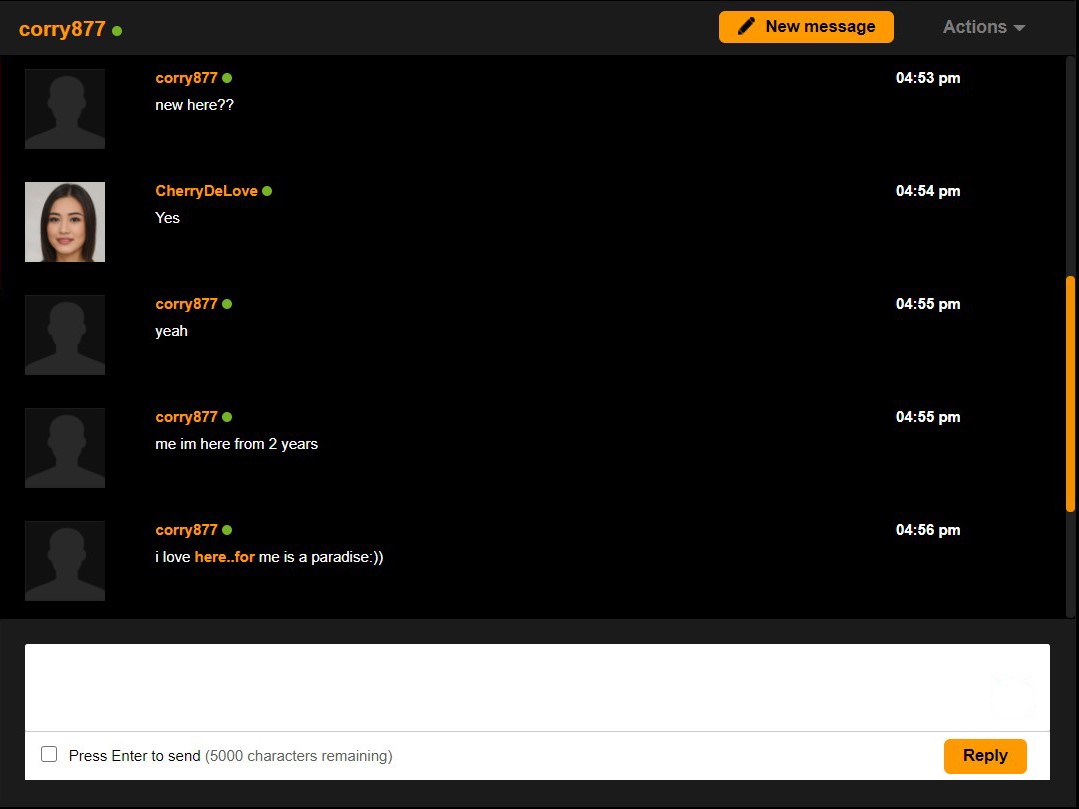 corry877
New message
Actions
corry877 04:53 pm
new here??
CherryDeLove 04:54 pm
Yes
corry877 04:55 pm
yeah
corry877 04:55 pm
me im here from 2 years
corry877 04:56 pm
i love here..for me is a paradise:))
Press Enter to send (5000 characters remaining)
Reply